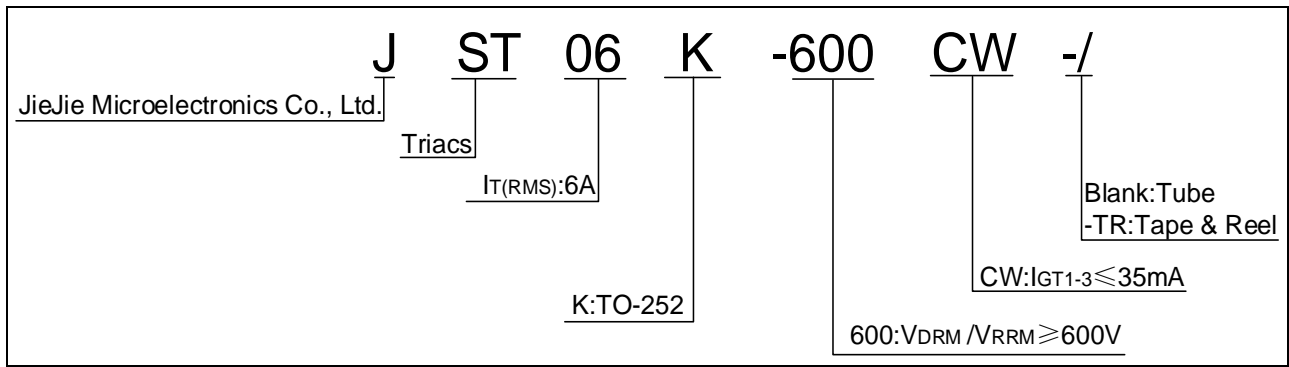 J ST 06 K -600 CW -/
JieJie Microelectronics Co., Ltd.
Triacs
IT(RMS):6A
Blank:Tube
-TR:Tape & Reel
CW:IGT1-3≤35mA
K:TO-252
600:VDRM /VRRM≥600V